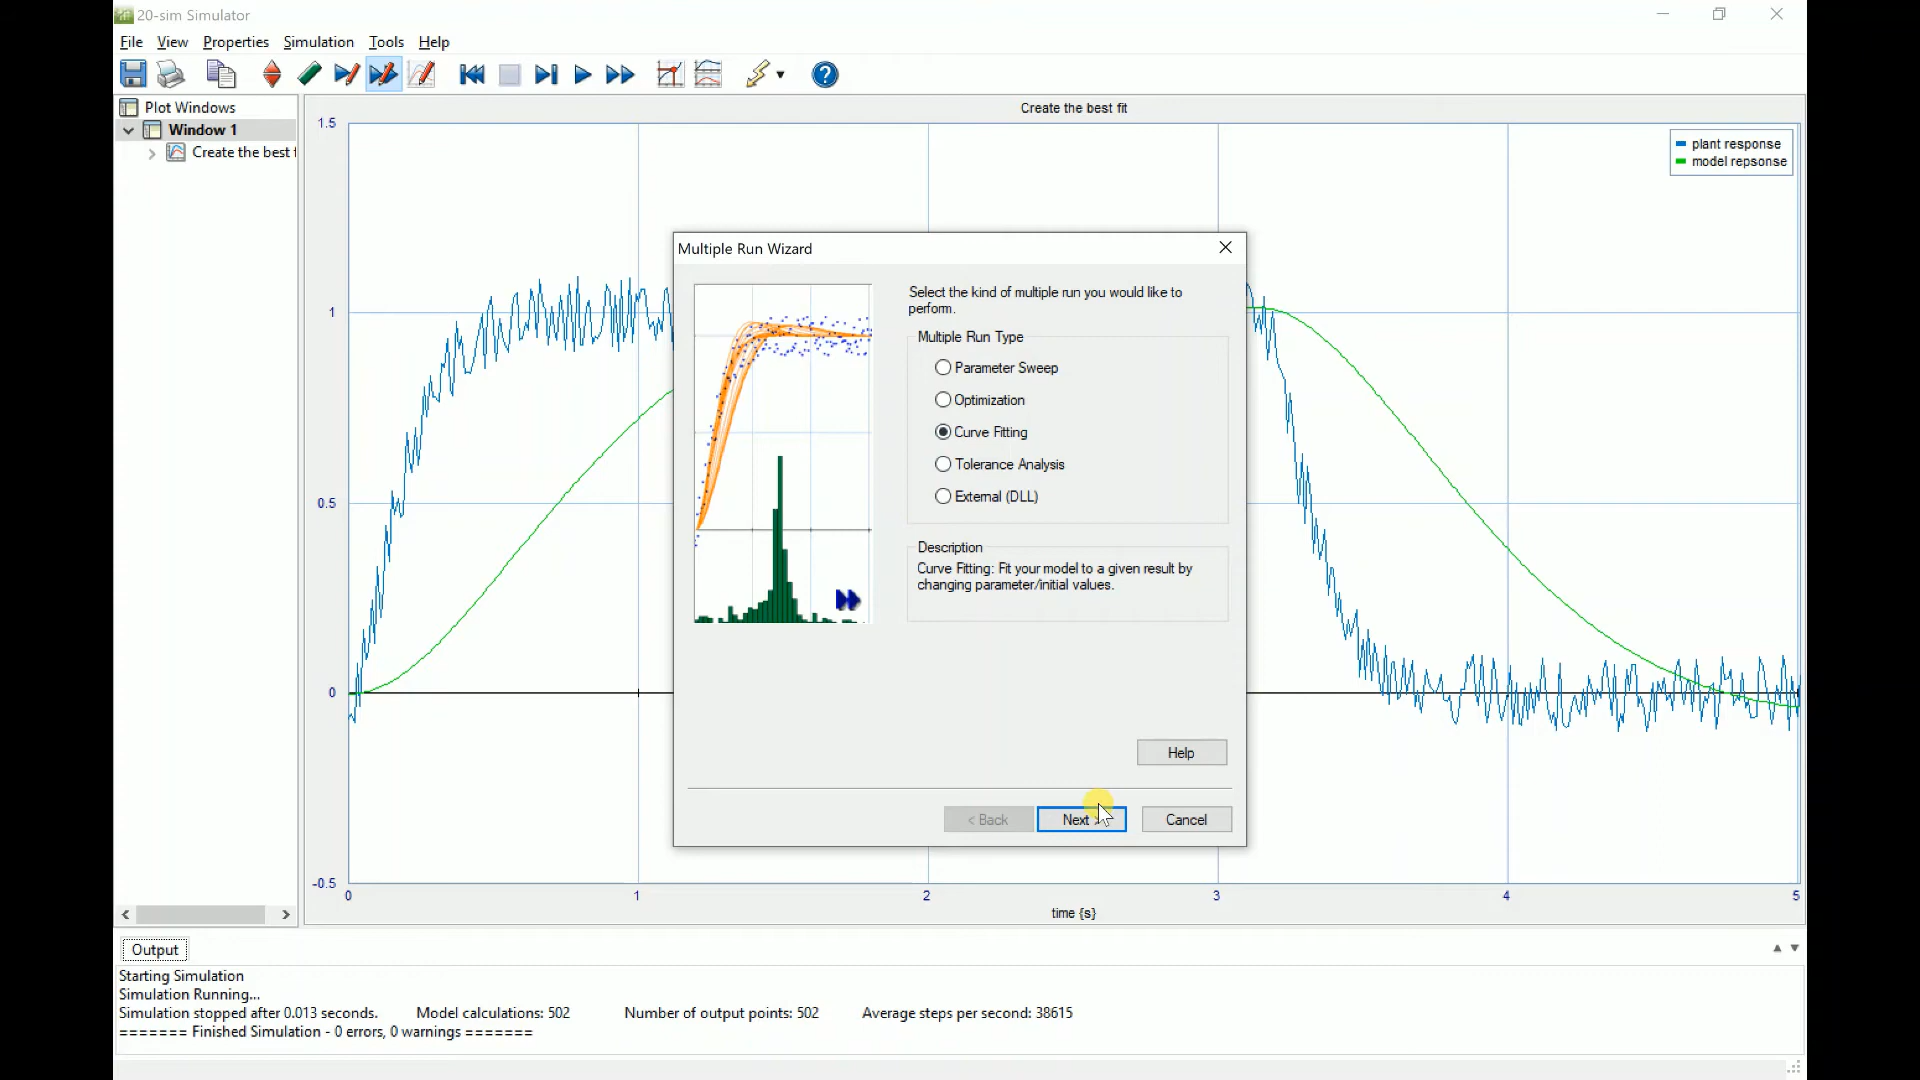 20-sim Simulator
File View Properties Simulation Tools Help
Plot Windows
Window 1
Create the best f
Create the best fit
plant response
model repsonse
1.5
1
0.5
0
-0.5
0 1 2 3 4 5
time {s}
Multiple Run Wizard
Select the kind of multiple run you would like to
perform.
Multiple Run Type
Parameter Sweep
Optimization
Curve Fitting
Tolerance Analysis
External (DLL)
Description
Curve Fitting: Fit your model to a given result by
changing parameter/initial values.
Help
< Back Next > Cancel
Output
Starting Simulation
Simulation Running...
Simulation stopped after 0.013 seconds. Model calculations: 502 Number of output points: 502 Average steps per second: 38615
======= Finished Simulation - 0 errors, 0 warnings =======